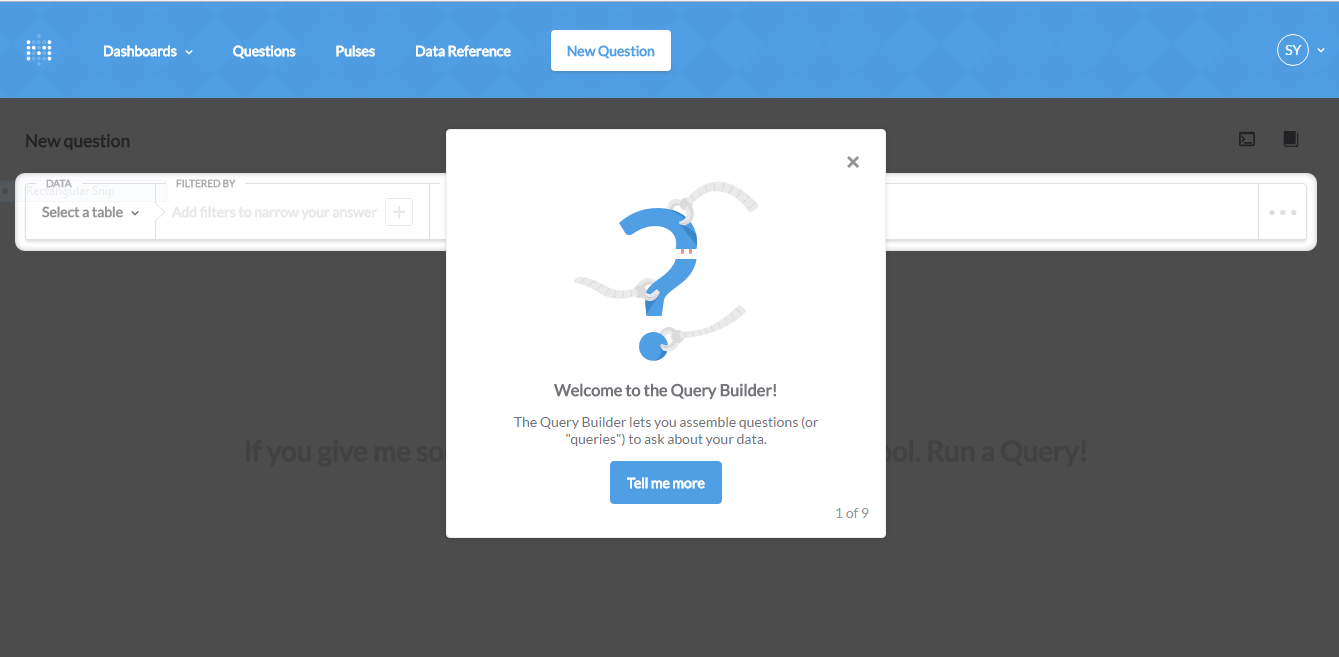 Dashboards
Questions
Pulses
Data Reference
New Question
SY
New question
DATA
FILTERED BY
Rectangular Snip
Select a table
Add filters to narrow your answer
Welcome to the Query Builder!
The Query Builder lets you assemble questions (or
"queries") to ask about your data.
If you give me so
ool. Run a Query!
Tell me more
1 of 9